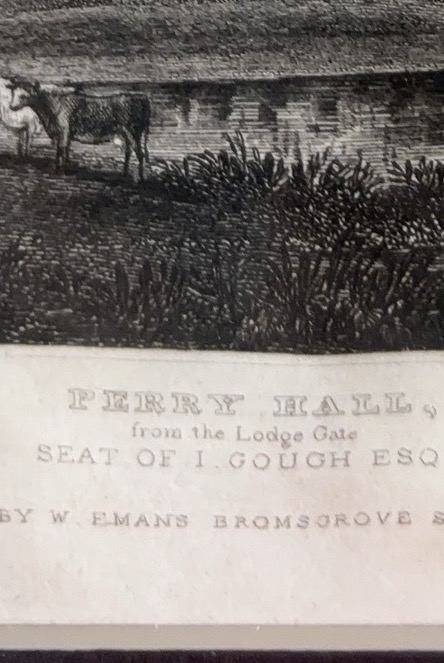 PERRY HALL,
from the Lodge Gate
SEAT OF I. GOUGH ESQ
BY W. EMANS BROMSGROVE S